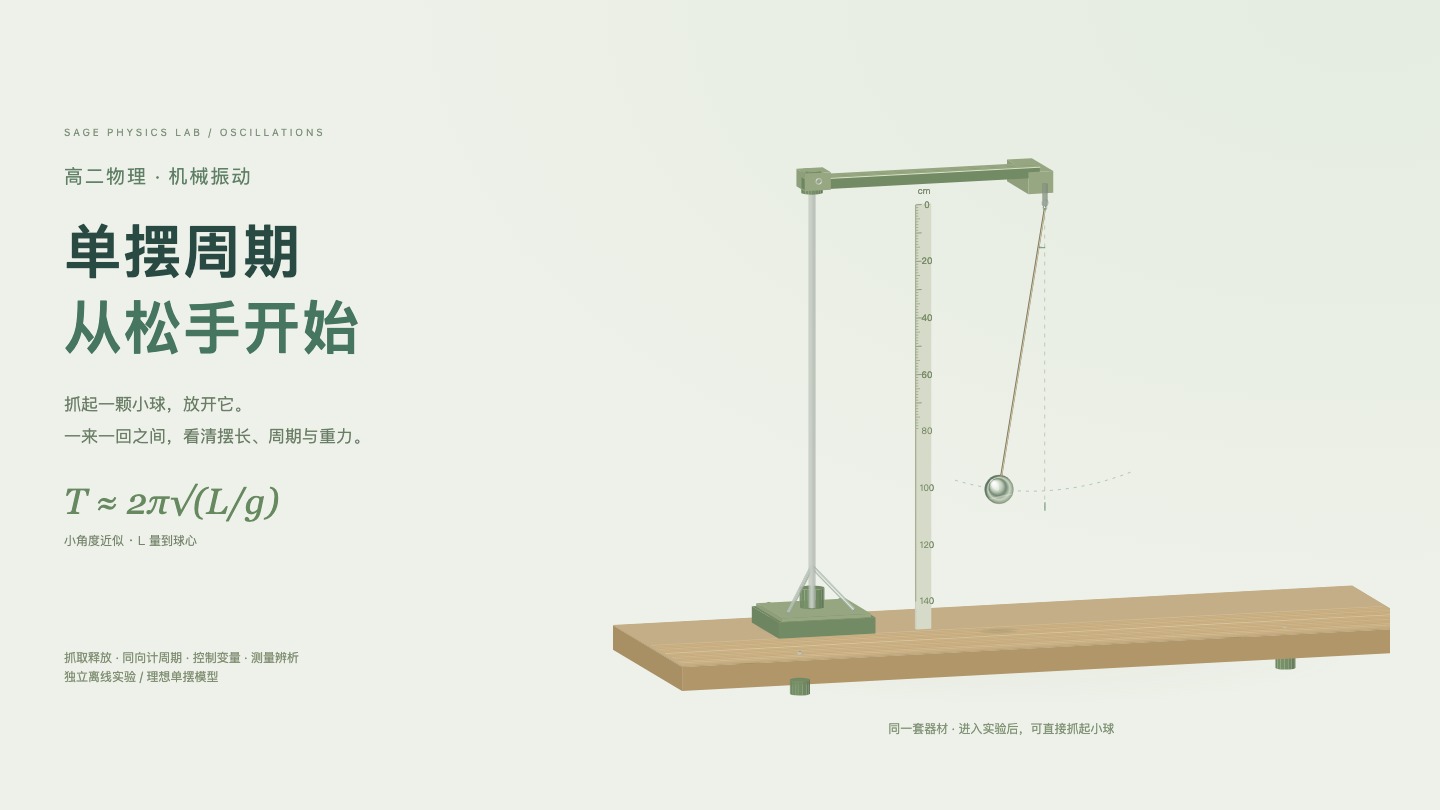 SAGE PHYSICS LAB / OSCILLATIONS
高二物理 · 机械振动
单摆周期
从松手开始
抓起一颗小球，放开它。
一来一回之间，看清摆长、周期与重力。
T ≈ 2π√(L/g)
小角度近似 · L 量到球心
抓取释放 · 同向计周期 · 控制变量 · 测量辨析
独立离线实验 / 理想单摆模型
cm
0
20
40
60
80
100
120
140
同一套器材 · 进入实验后，可直接抓起小球